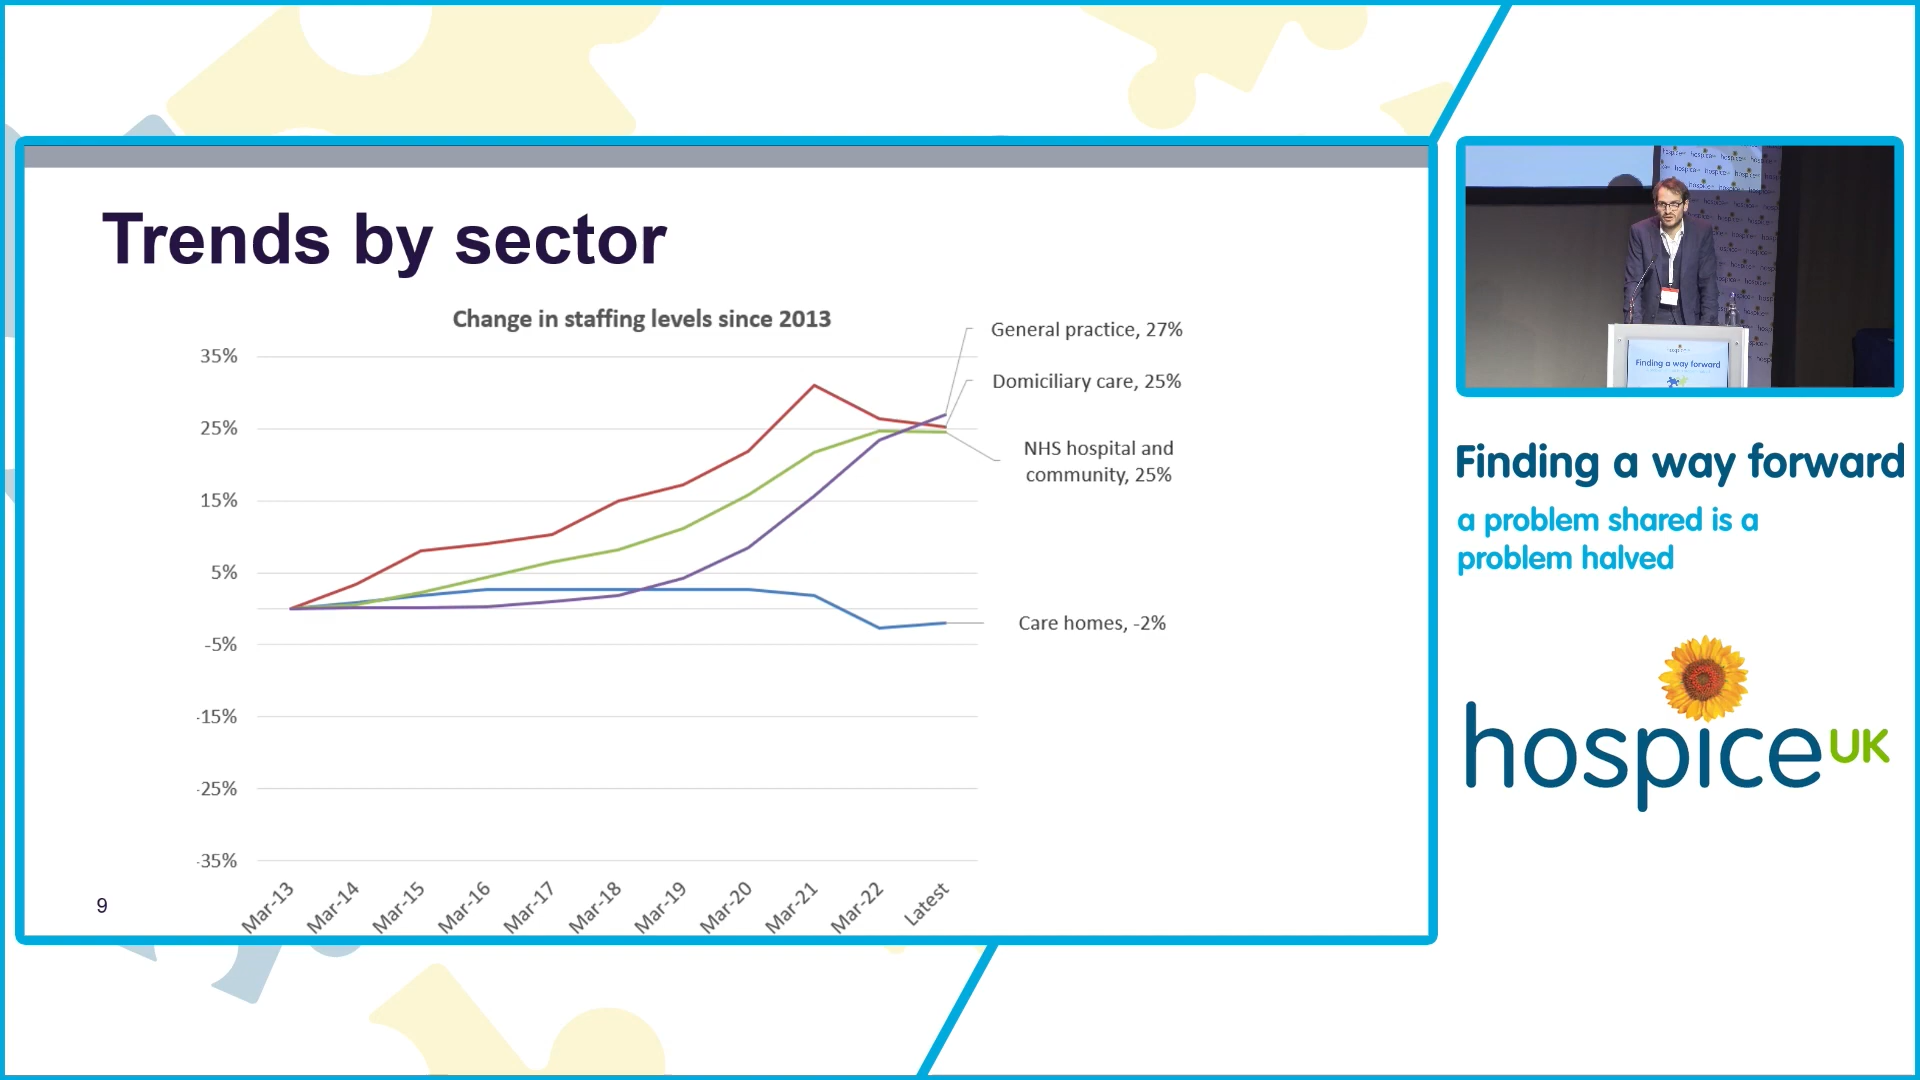 Trends by sector
Change in staffing levels since 2013
General practice, 27%
Domiciliary care, 25%
NHS hospital and
community, 25%
Care homes, -2%
35%
25%
15%
5%
-5%
-15%
-25%
-35%
Mar-13
Mar-14
Mar-15
Mar-16
Mar-17
Mar-18
Mar-19
Mar-20
Mar-21
Mar-22
Latest
9
Finding a way forward
Finding a way forward
a problem shared is a
problem halved
hospice UK